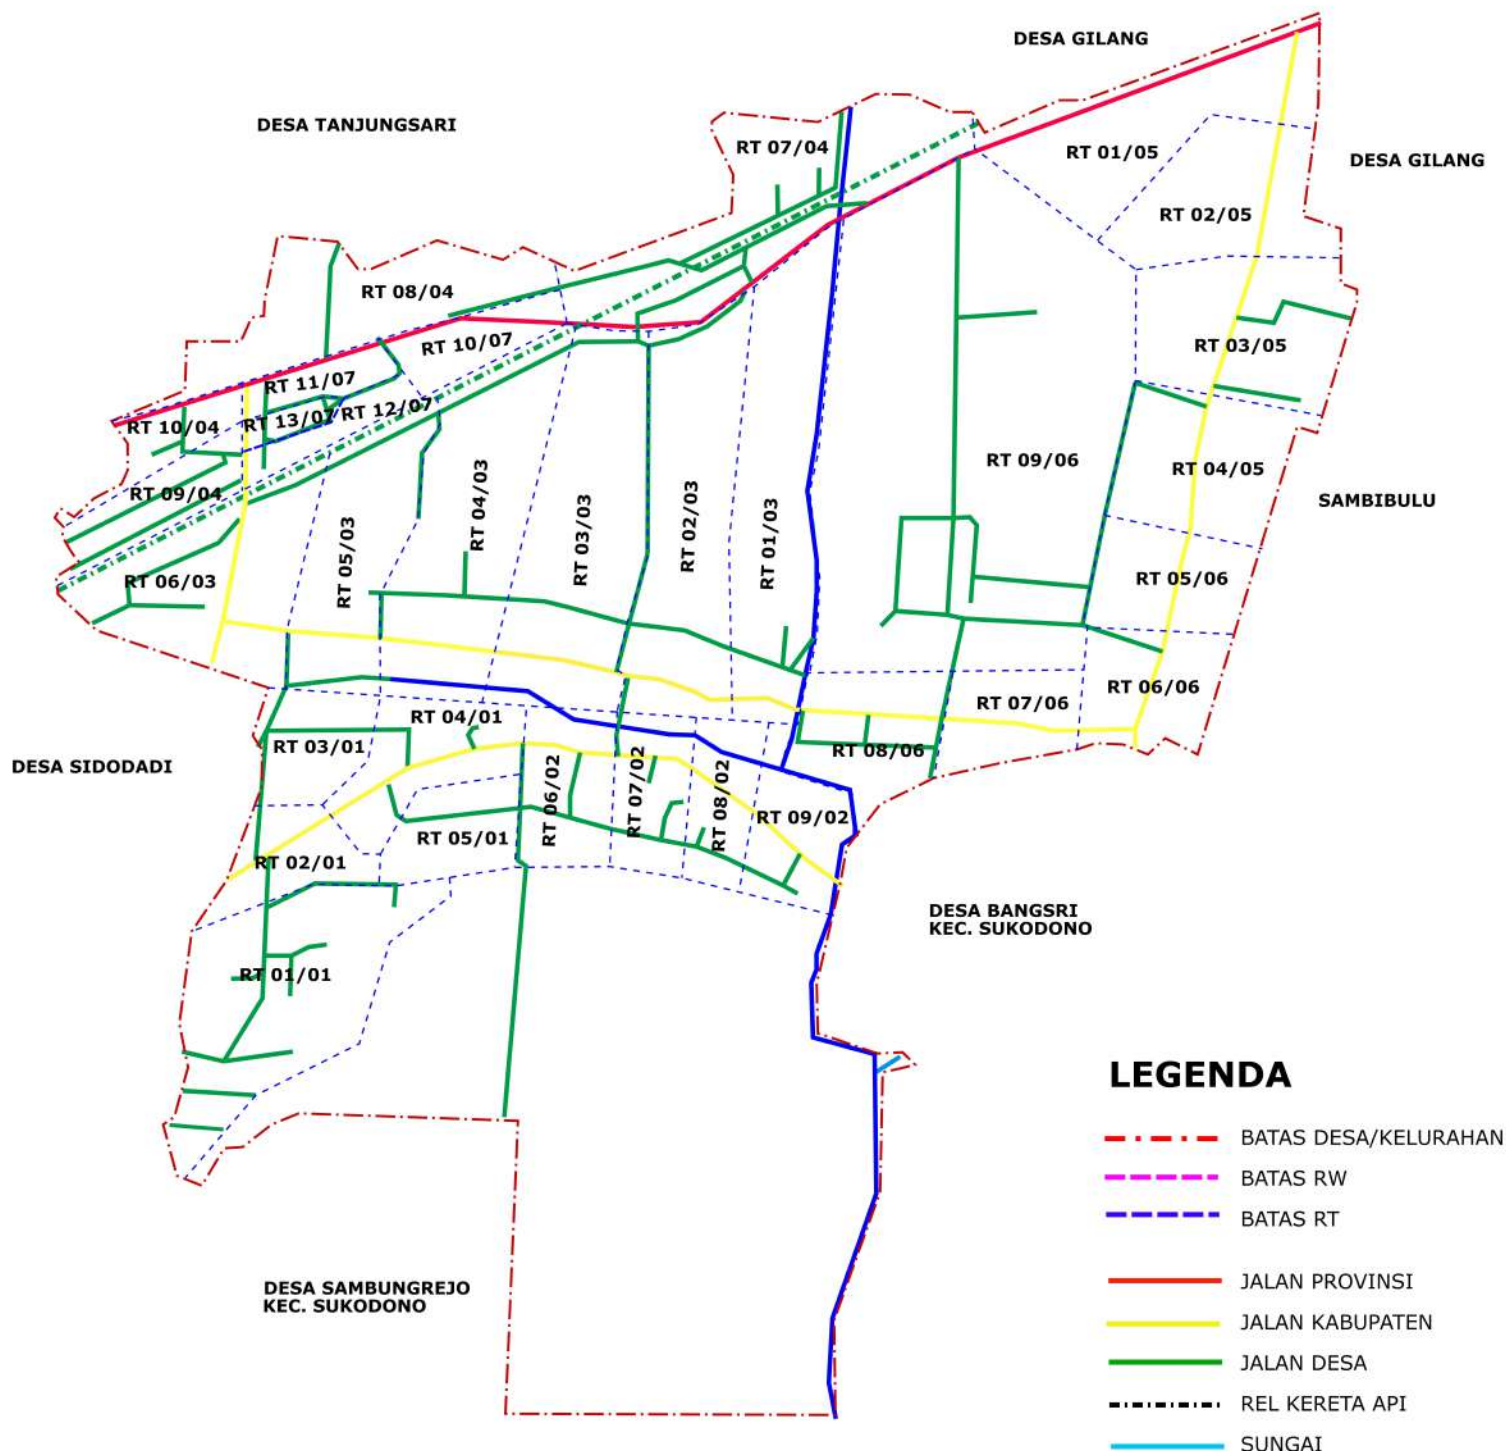 DESA GILANG
DESA TANJUNGSARI
RT 07/04
RT 01/05
DESA GILANG
RT 02/05
RT 08/04
RT 10/07
RT 03/05
RT 11/07
RT 12/07
RT 13/07
RT 10/04
RT 09/06
RT 04/05
RT 09/04
SAMBIBULU
RT 04/03
RT 03/03
RT 02/03
RT 01/03
RT 05/03
RT 06/03
RT 05/06
RT 06/06
RT 07/06
RT 04/01
RT 03/01
RT 08/06
DESA SIDODADI
RT 06/02
RT 07/02
RT 08/02
RT 09/02
RT 05/01
RT 02/01
DESA BANGSRI
KEC. SUKODONO
RT 01/01
DESA SAMBUNGREJO
KEC. SUKODONO
LEGENDA
BATAS DESA/KELURAHAN
BATAS RW
BATAS RT
JALAN PROVINSI
JALAN KABUPATEN
JALAN DESA
REL KERETA API
SUNGAI